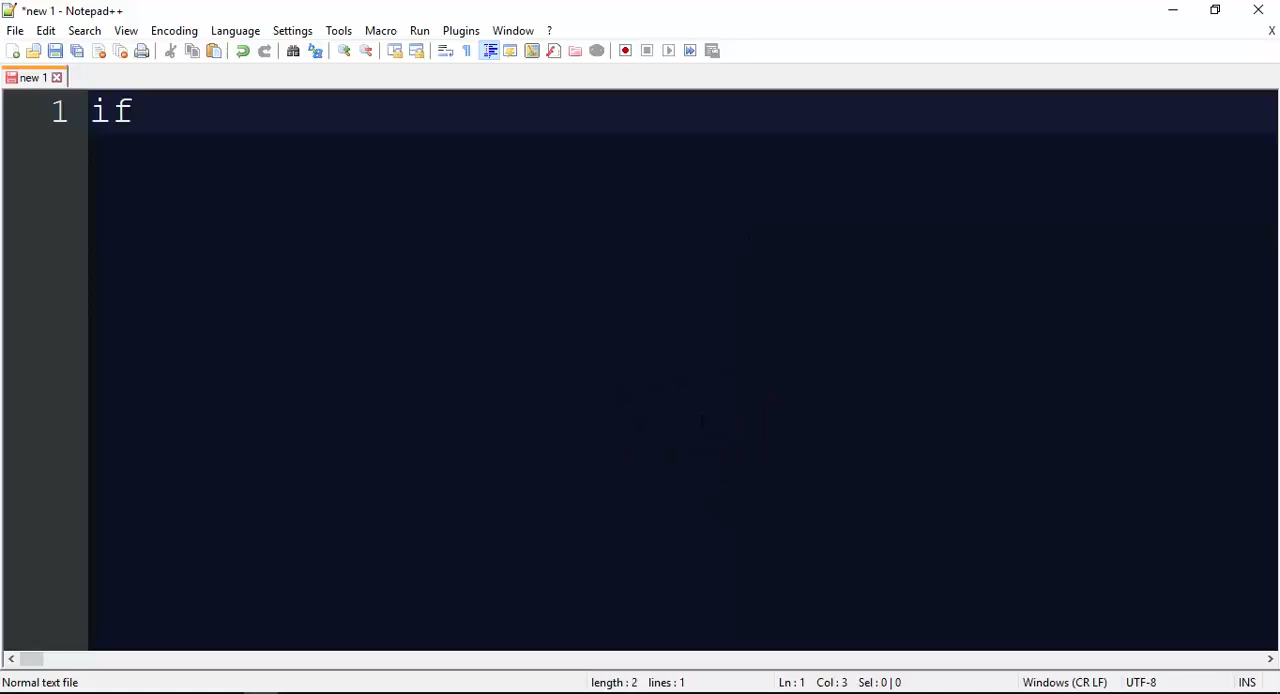 *new 1 - Notepad++
File Edit Search View Encoding Language Settings Tools Macro Run Plugins Window ? X
new 1
1 if
Normal text file length : 2 lines : 1 Ln : 1 Col : 3 Sel : 0 | 0 Windows (CR LF) UTF-8 INS